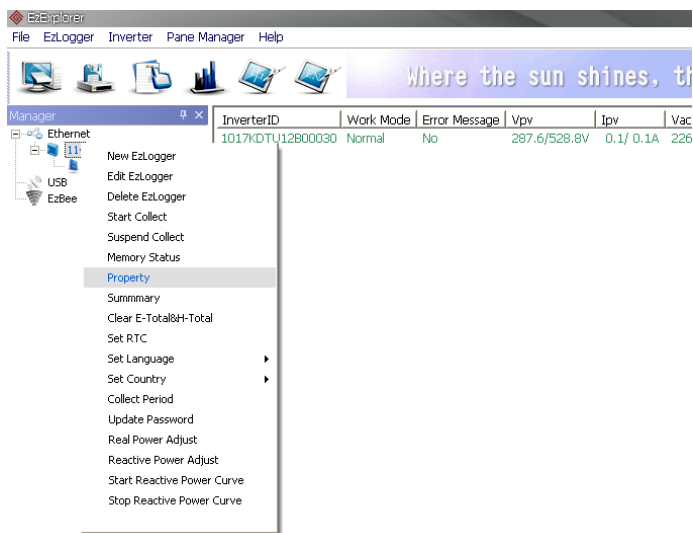 EzExplorer
File EzLogger Inverter Pane Manager Help
Where the sun shines, th
Manager
InverterID Work Mode Error Message Vpv Ipv Vac
1017KDTU12B00030 Normal No 287.6/528.8V 0.1/ 0.1A 226
Ethernet
11
USB
EzBee
New EzLogger
Edit EzLogger
Delete EzLogger
Start Collect
Suspend Collect
Memory Status
Property
Summmary
Clear E-Total&H-Total
Set RTC
Set Language
Set Country
Collect Period
Update Password
Real Power Adjust
Reactive Power Adjust
Start Reactive Power Curve
Stop Reactive Power Curve